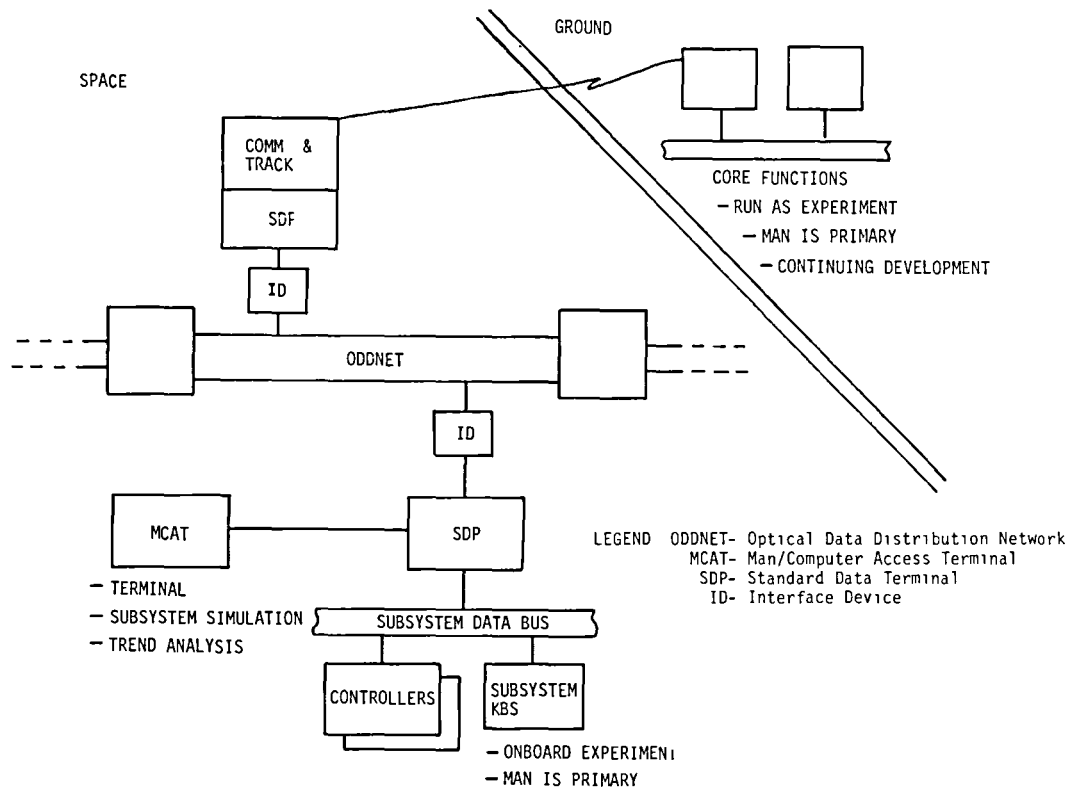 GROUND
SPACE
COMM &
TRACK
SDF
ID
CORE FUNCTIONS
– RUN AS EXPERIMENT
– MAN IS PRIMARY
– CONTINUING DEVELOPMENT
ODDNET
ID
MCAT
SDP
– TERMINAL
– SUBSYSTEM SIMULATION
– TREND ANALYSIS
LEGEND ODDNET- Optical Data Distribution Network
MCAT- Man/Computer Access Terminal
SDP- Standard Data Terminal
ID- Interface Device
SUBSYSTEM DATA BUS
CONTROLLERS
SUBSYSTEM
KBS
– ONBOARD EXPERIMENT
– MAN IS PRIMARY